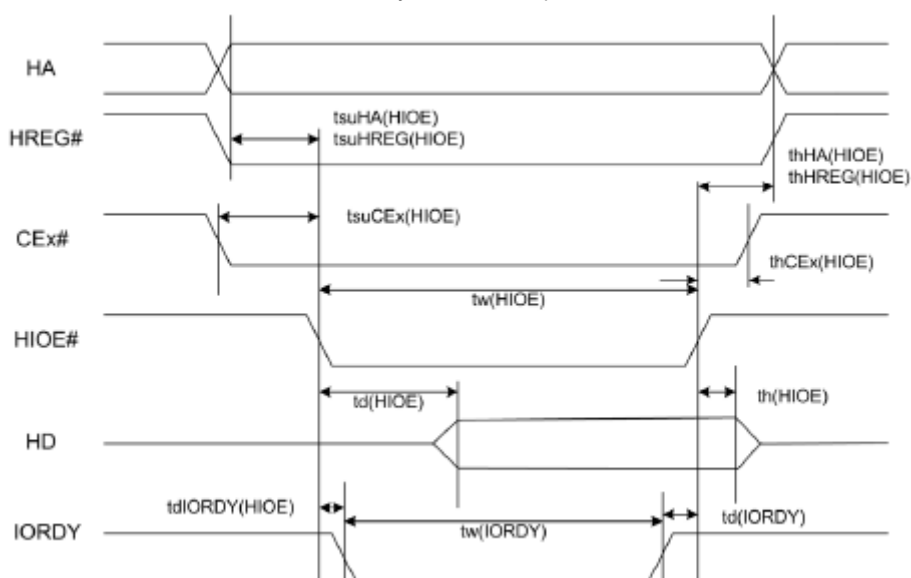 HA
tsuHA(HIOE)
HREG#
tsuHREG(HIOE)
thHA(HIOE)
thHREG(HIOE)
tsuCEx(HIOE)
CEx#
thCEx(HIOE)
tw(HIOE)
HIOE#
td(HIOE)
th(HIOE)
HD
tdIORDY(HIOE)
td(IORDY)
IORDY
tw(IORDY)